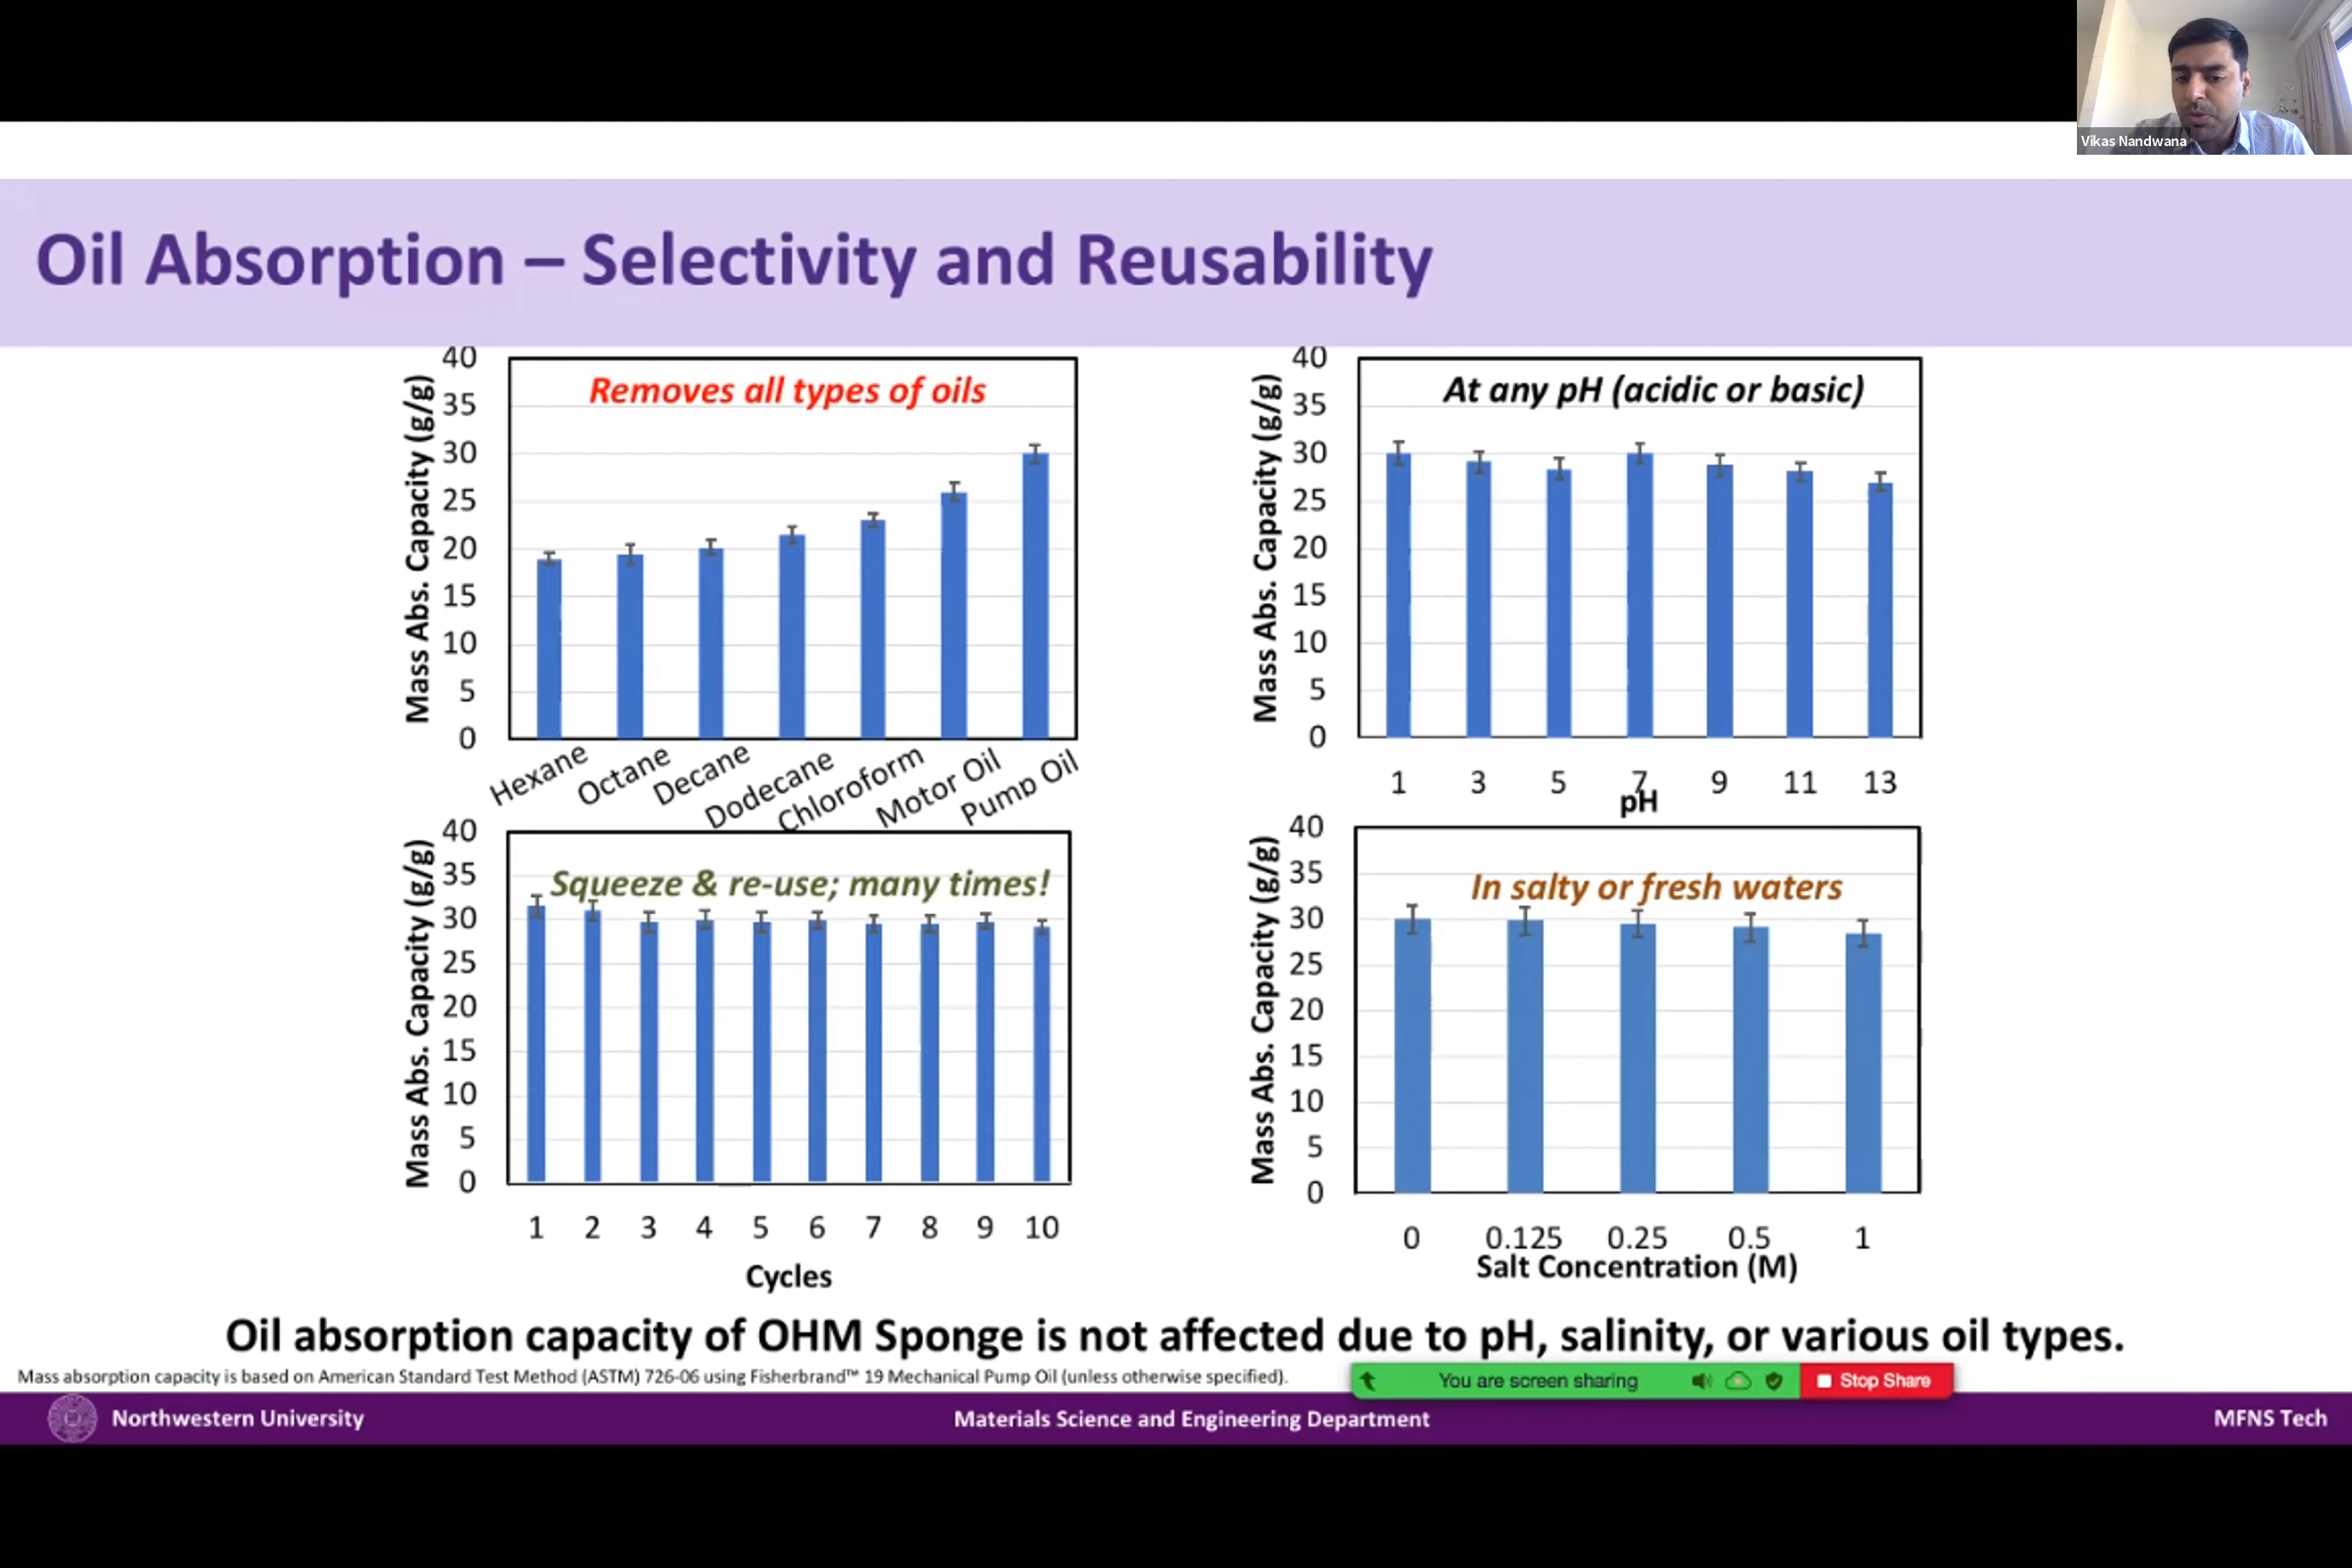 Vikas Nandwana
Oil Absorption – Selectivity and Reusability
Mass Abs. Capacity (g/g)
40
35
30
25
20
15
10
5
0
Removes all types of oils
Hexane
Octane
Decane
Dodecane
Chloroform
Motor Oil
Pump Oil
Mass Abs. Capacity (g/g)
40
35
30
25
20
15
10
5
0
At any pH (acidic or basic)
1 3 5 7 9 11 13
pH
Mass Abs. Capacity (g/g)
40
35
30
25
20
15
10
5
0
Squeeze & re-use; many times!
1 2 3 4 5 6 7 8 9 10
Cycles
Mass Abs. Capacity (g/g)
40
35
30
25
20
15
10
5
0
In salty or fresh waters
0 0.125 0.25 0.5 1
Salt Concentration (M)
Oil absorption capacity of OHM Sponge is not affected due to pH, salinity, or various oil types.
Mass absorption capacity is based on American Standard Test Method (ASTM) 726-06 using Fisherbrand™ 19 Mechanical Pump Oil (unless otherwise specified).
You are screen sharing
Stop Share
Northwestern University
Materials Science and Engineering Department
MFNS Tech